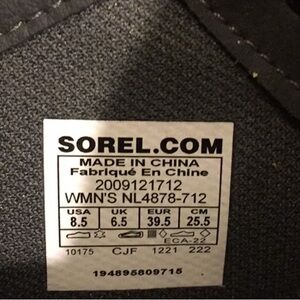 SOREL.COM
MADE IN CHINA
Fabriqué En Chine
2009121712
WMN'S NL4878-712
USA UK EUR CM
8.5 6.5 39.5 25.5
ECA-22
10175 CJF 1221 222
194895809715